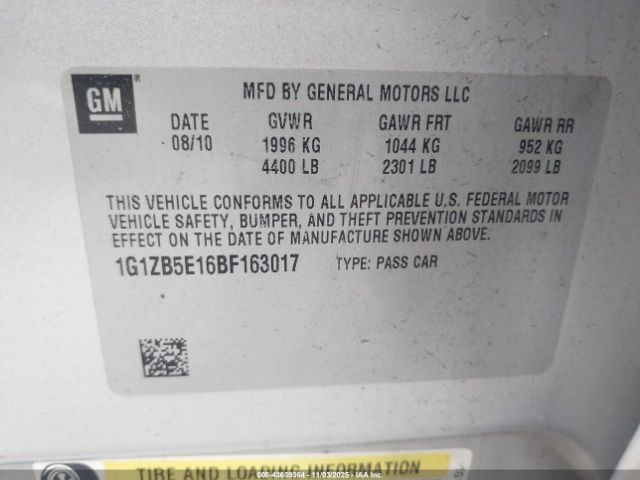 GM ®
MFD BY GENERAL MOTORS LLC
DATE GVWR GAWR FRT GAWR RR
08/10 1996 KG 1044 KG 952 KG
4400 LB 2301 LB 2099 LB
THIS VEHICLE CONFORMS TO ALL APPLICABLE U.S. FEDERAL MOTOR
VEHICLE SAFETY, BUMPER, AND THEFT PREVENTION STANDARDS IN
EFFECT ON THE DATE OF MANUFACTURE SHOWN ABOVE.
1G1ZB5E16BF163017 TYPE: PASS CAR
TIRE AND LOADING INFORMATION
00-43609364 - 11/03/2025 - IAA Inc.